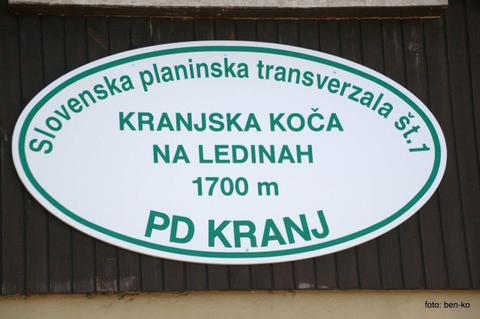 Slovenska planinska transverzala št.1
KRANJSKA KOČA
NA LEDINAH
1700 m
PD KRANJ
foto: ben-ko